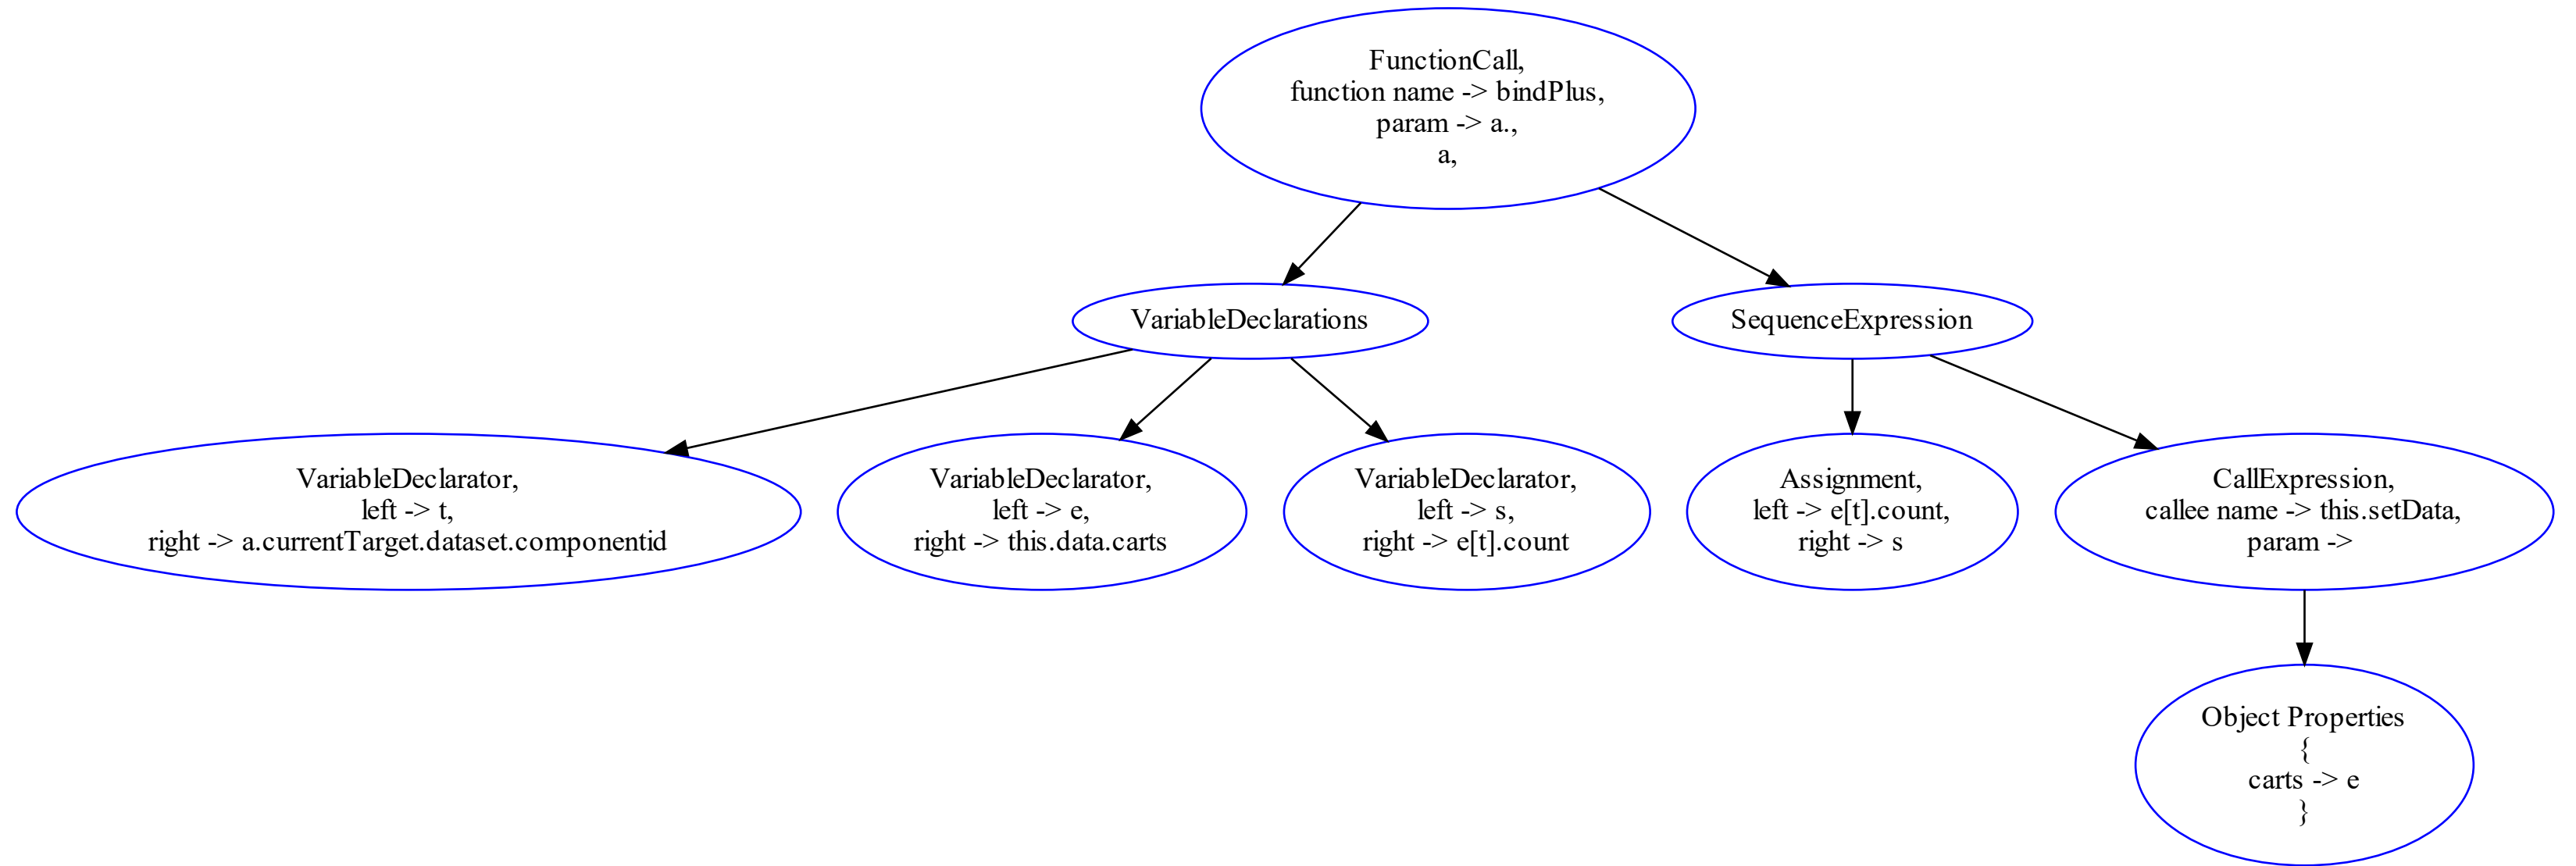 FunctionCall,
function name -> bindPlus,
param -> a.,
a,
VariableDeclarations
SequenceExpression
VariableDeclarator,
left -> t,
right -> a.currentTarget.dataset.componentid
VariableDeclarator,
left -> e,
right -> this.data.carts
VariableDeclarator,
left -> s,
right -> e[t].count
Assignment,
left -> e[t].count,
right -> s
CallExpression,
callee name -> this.setData,
param ->
Object Properties
{
carts -> e
}